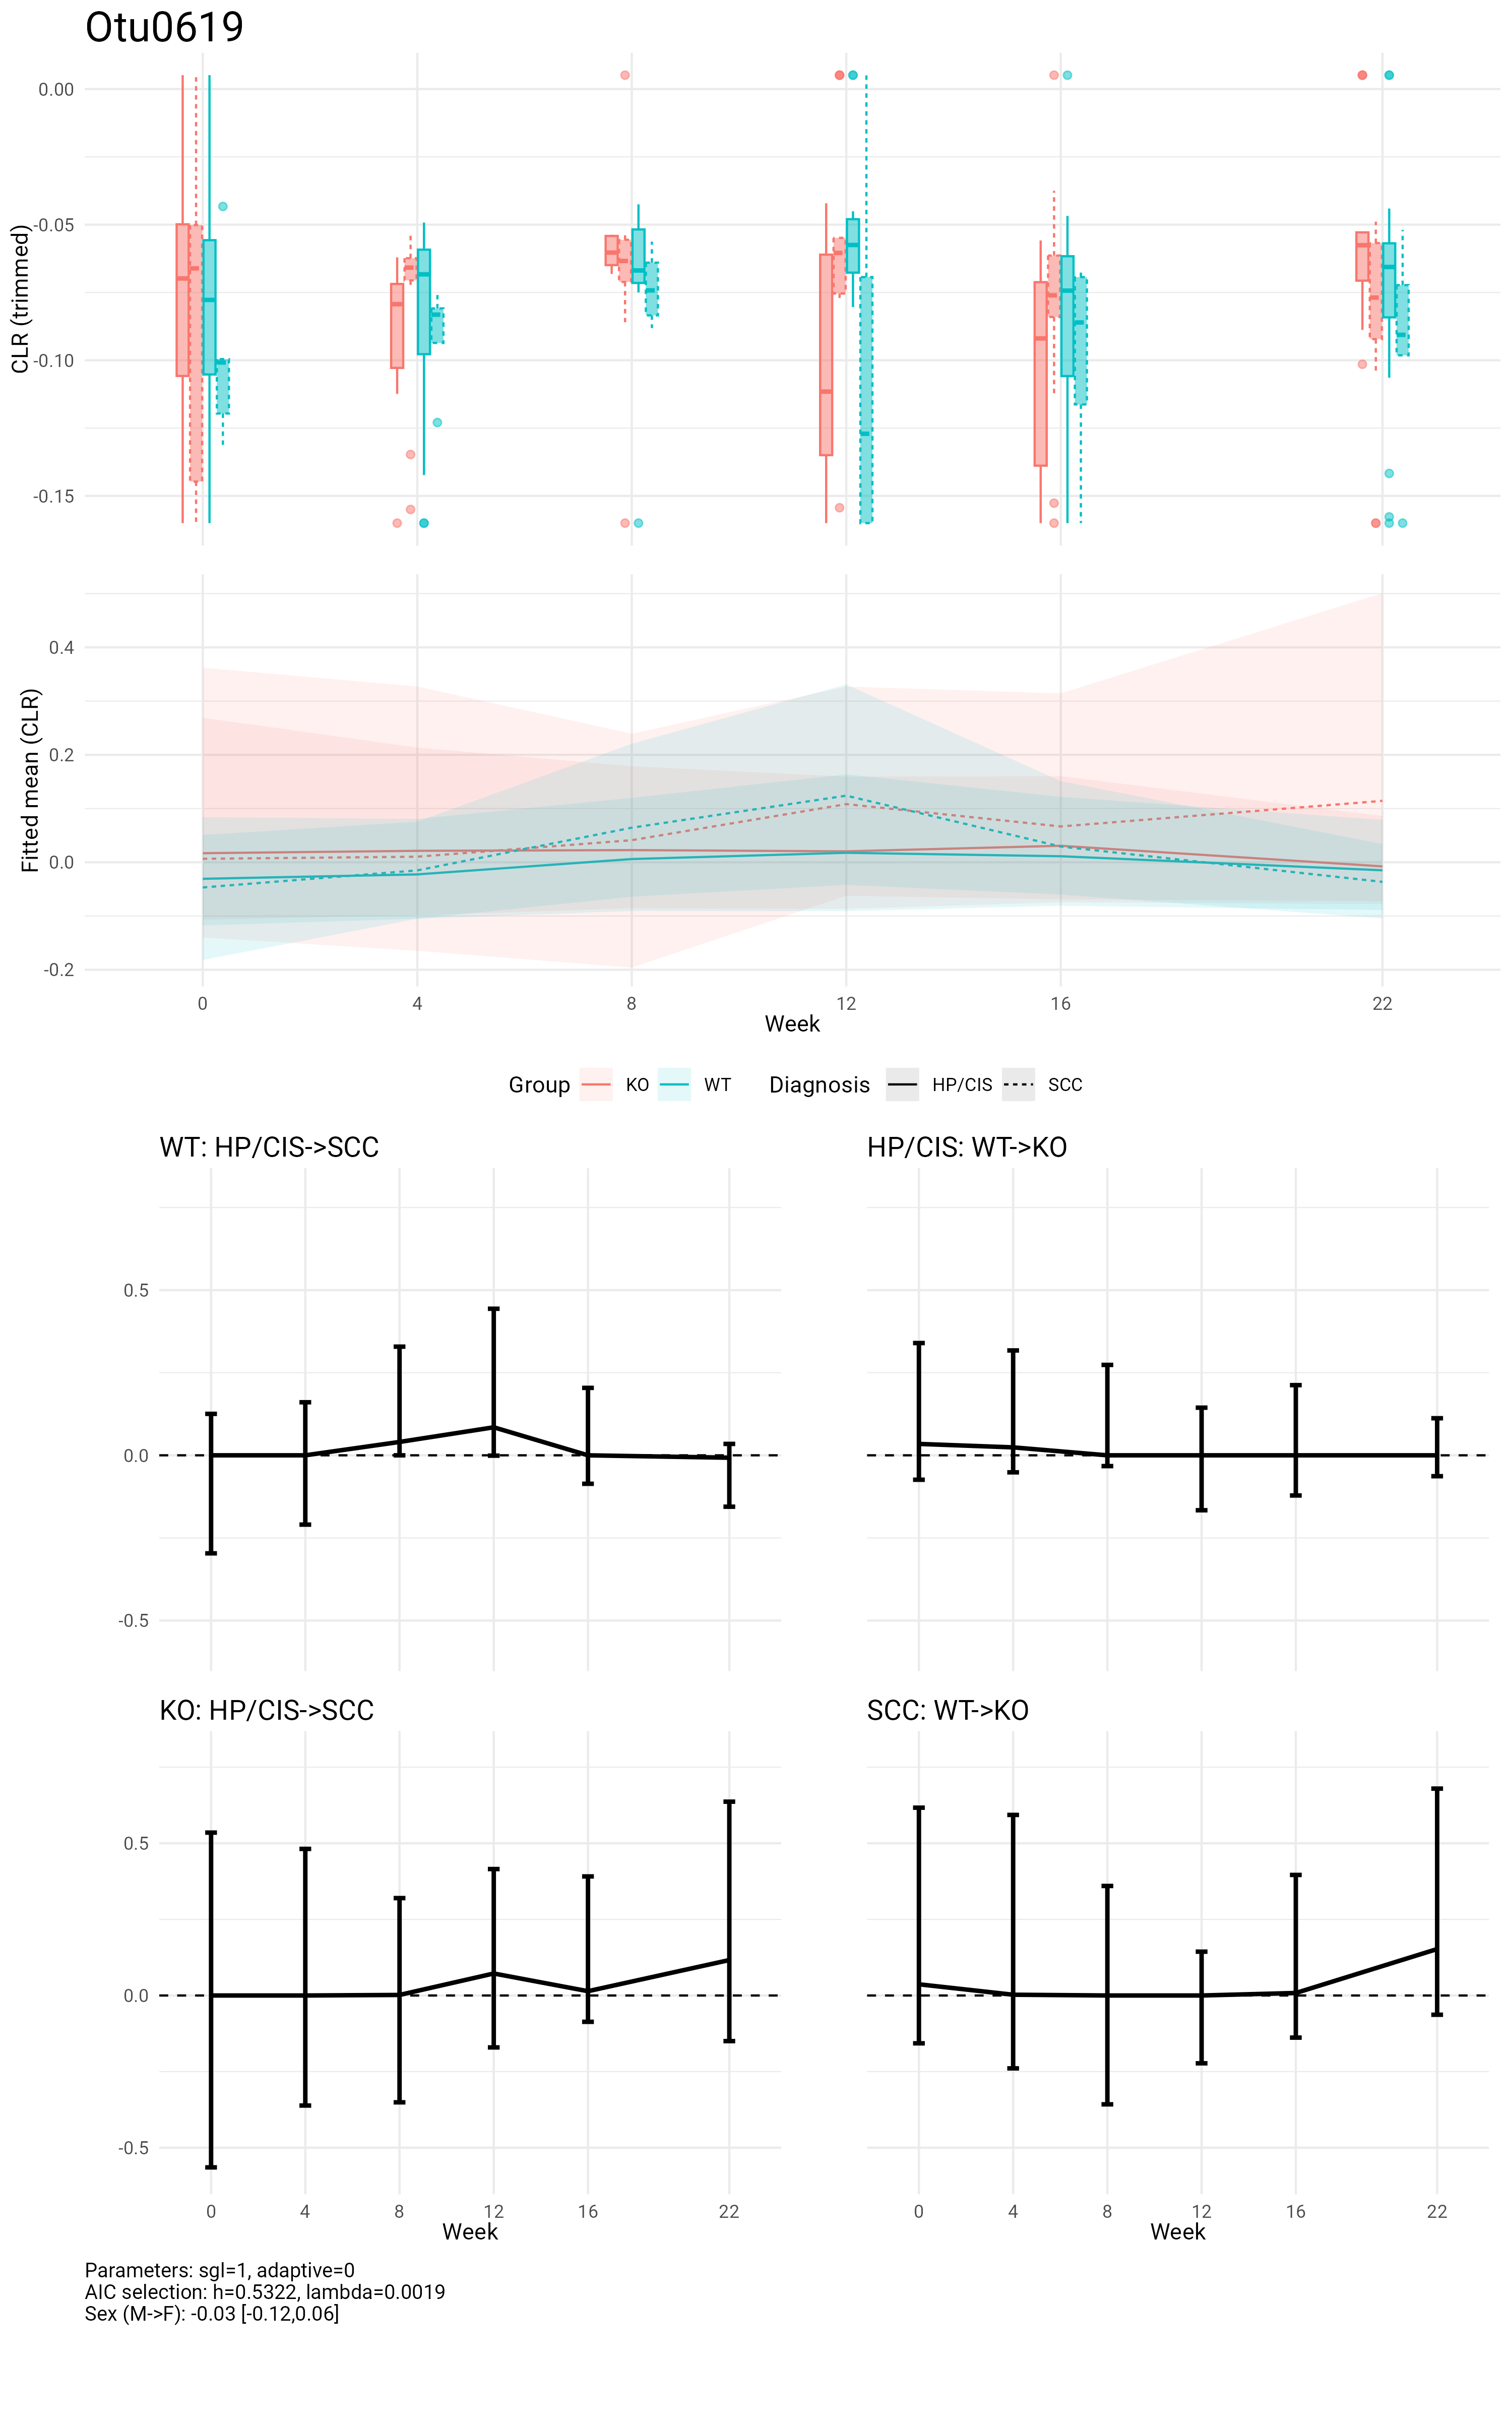 Otu0619
CLR (trimmed)
0.00
-0.05
-0.10
-0.15
Fitted mean (CLR)
0.4
0.2
0.0
-0.2
0 4 8 12 16 22
Week
Group KO WT Diagnosis HP/CIS SCC
WT: HP/CIS->SCC
0.5
0.0
-0.5
HP/CIS: WT->KO
KO: HP/CIS->SCC
0.5
0.0
-0.5
0 4 8 12 16 22
Week
SCC: WT->KO
0 4 8 12 16 22
Week
Parameters: sgl=1, adaptive=0
AIC selection: h=0.5322, lambda=0.0019
Sex (M->F): -0.03 [-0.12,0.06]